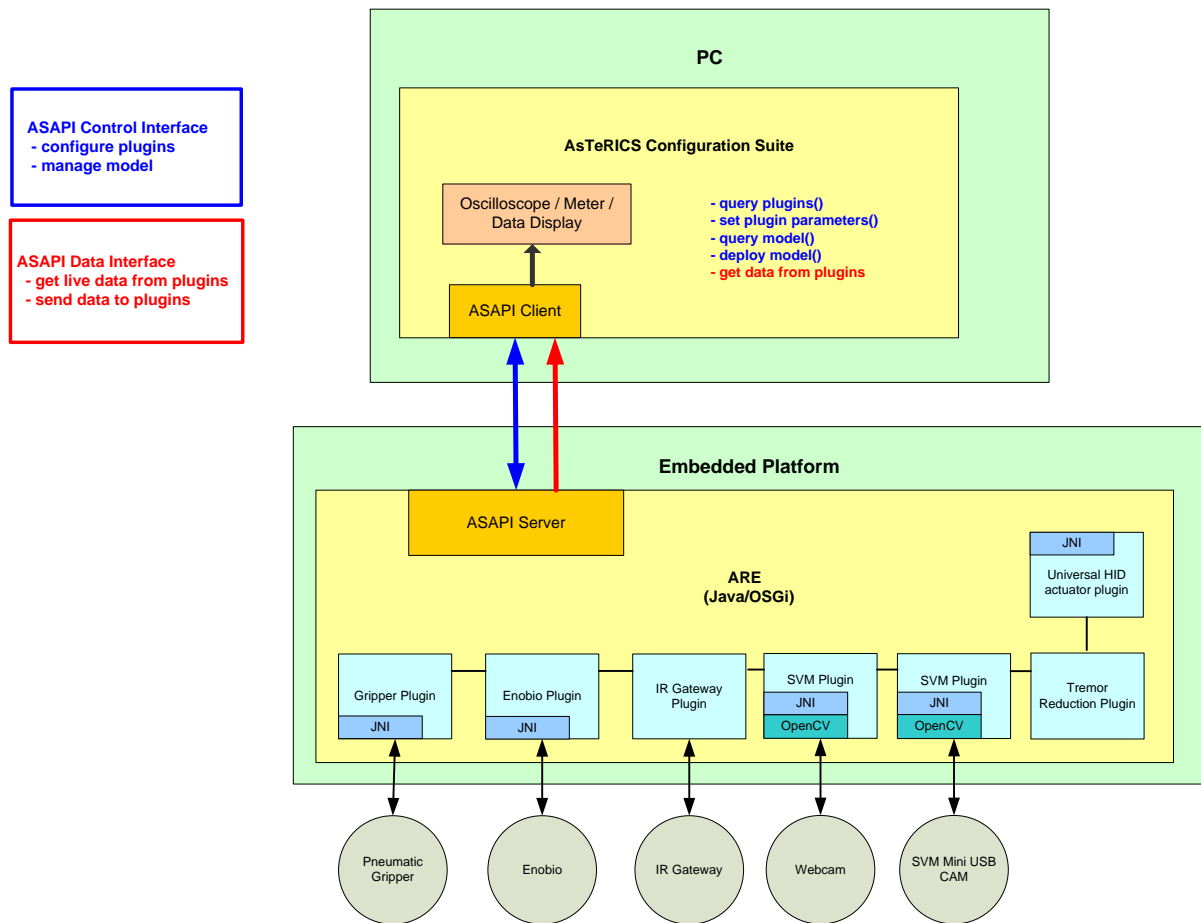 PC
ASAPI Control Interface
- configure plugins
- manage model
ASAPI Data Interface
- get live data from plugins
- send data to plugins
AsTeRICS Configuration Suite
Oscilloscope / Meter /
Data Display
- query plugins()
- set plugin parameters()
- query model()
- deploy model()
- get data from plugins
ASAPI Client
Embedded Platform
ASAPI Server
ARE
(Java/OSGi)
JNI
Universal HID
actuator plugin
Gripper Plugin
JNI
Enobio Plugin
JNI
IR Gateway
Plugin
SVM Plugin
JNI
OpenCV
SVM Plugin
JNI
OpenCV
Tremor
Reduction Plugin
Pneumatic
Gripper
Enobio
IR Gateway
Webcam
SVM Mini USB
CAM